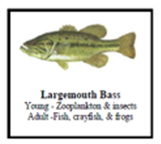 Largemouth Bass
Young - Zooplankton & insects
Adult -Fish, crayfish, & frogs